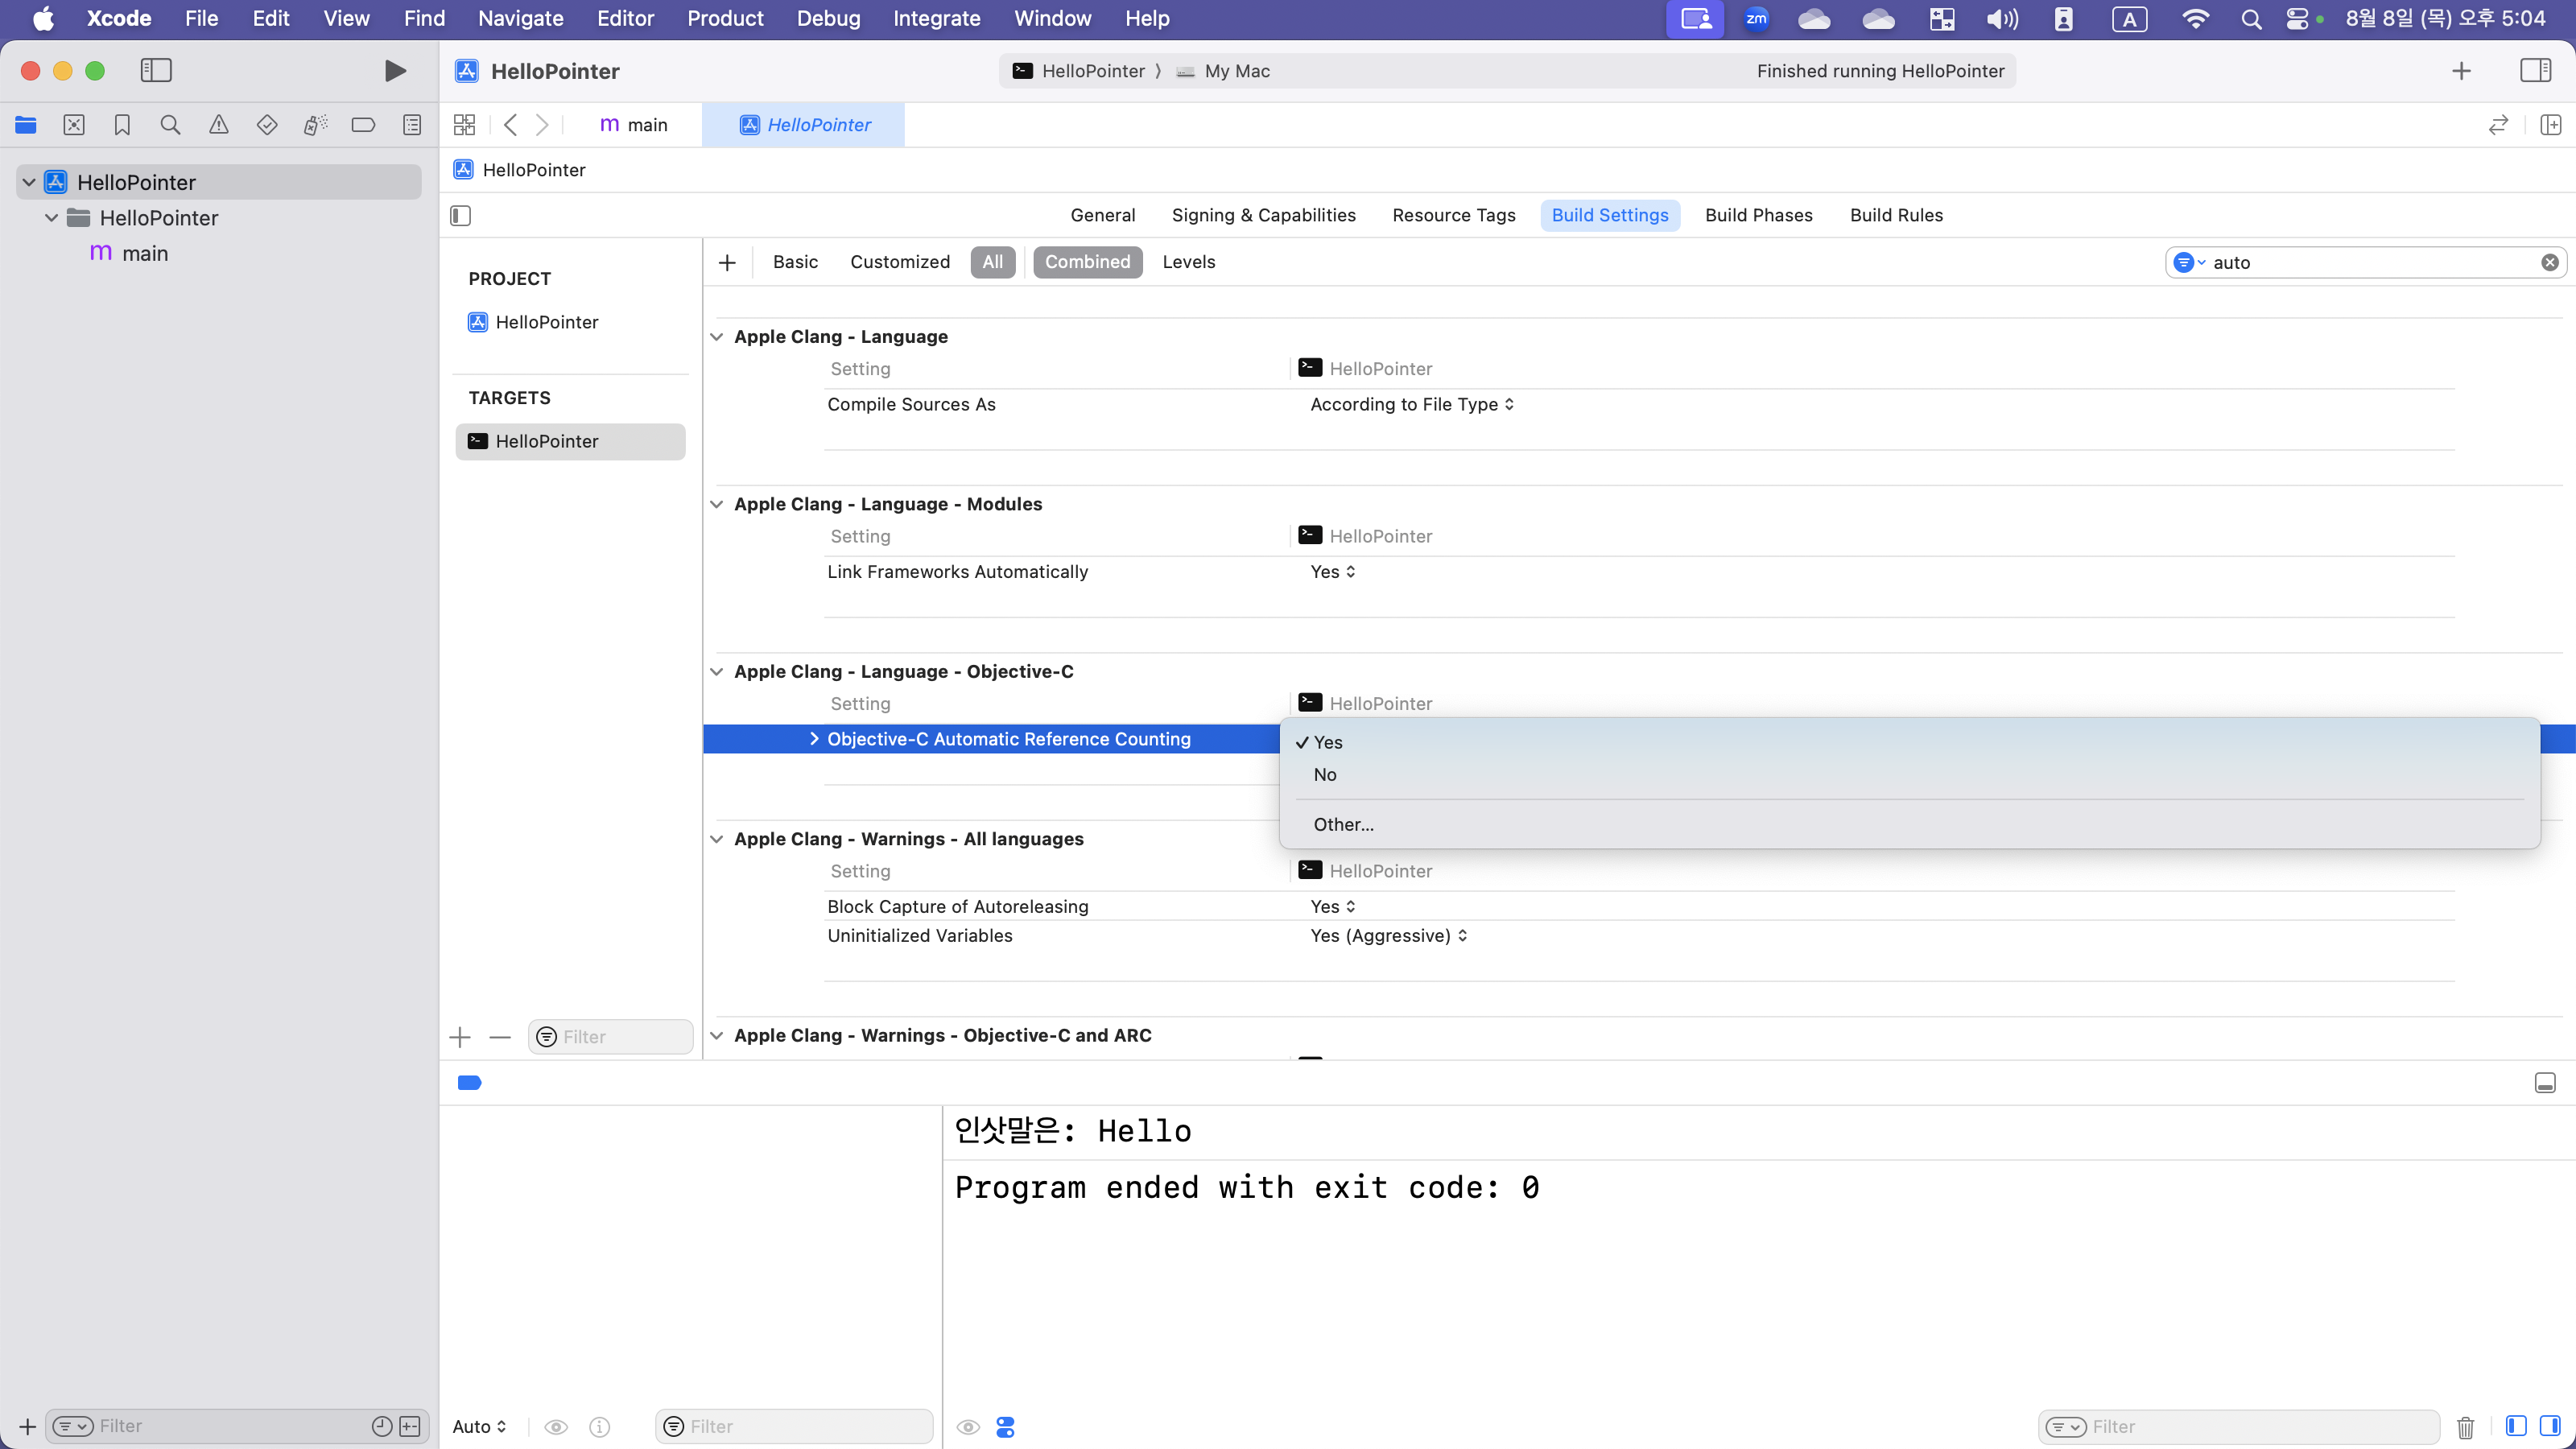 Xcode File Edit View Find Navigate Editor Product Debug Integrate Window Help zm A 8월 8일 (목) 오후 5:04
HelloPointer HelloPointer 〉 My Mac Finished running HelloPointer
m main HelloPointer
HelloPointer
HelloPointer
HelloPointer
m main
General Signing & Capabilities Resource Tags Build Settings Build Phases Build Rules
PROJECT
HelloPointer
TARGETS
HelloPointer
Filter
Basic Customized All Combined Levels auto
Apple Clang - Language
Setting HelloPointer
Compile Sources As According to File Type
Apple Clang - Language - Modules
Setting HelloPointer
Link Frameworks Automatically Yes
Apple Clang - Language - Objective-C
Setting HelloPointer
Objective-C Automatic Reference Counting
Yes
No
Other...
Apple Clang - Warnings - All languages
Setting HelloPointer
Block Capture of Autoreleasing Yes
Uninitialized Variables Yes (Aggressive)
Apple Clang - Warnings - Objective-C and ARC
인삿말은: Hello
Program ended with exit code: 0
Filter Auto Filter Filter